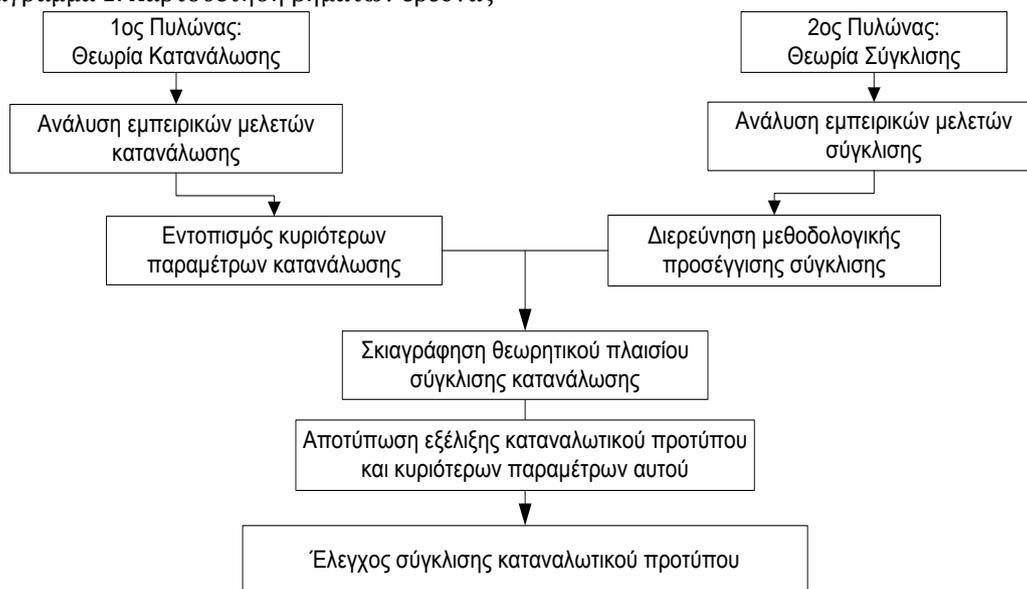 1ος Πυλώνας:
Θεωρία Κατανάλωσης
2ος Πυλώνας:
Θεωρία Σύγκλισης
Ανάλυση εμπειρικών μελετών
κατανάλωσης
Ανάλυση εμπειρικών μελετών
σύγκλισης
Εντοπισμός κυριότερων
παραμέτρων κατανάλωσης
Διερεύνηση μεθοδολογικής
προσέγγισης σύγκλισης
Σκιαγράφηση θεωρητικού πλαισίου
σύγκλισης κατανάλωσης
Αποτύπωση εξέλιξης καταναλωτικού προτύπου
και κυριότερων παραμέτρων αυτού
Έλεγχος σύγκλισης καταναλωτικού προτύπου